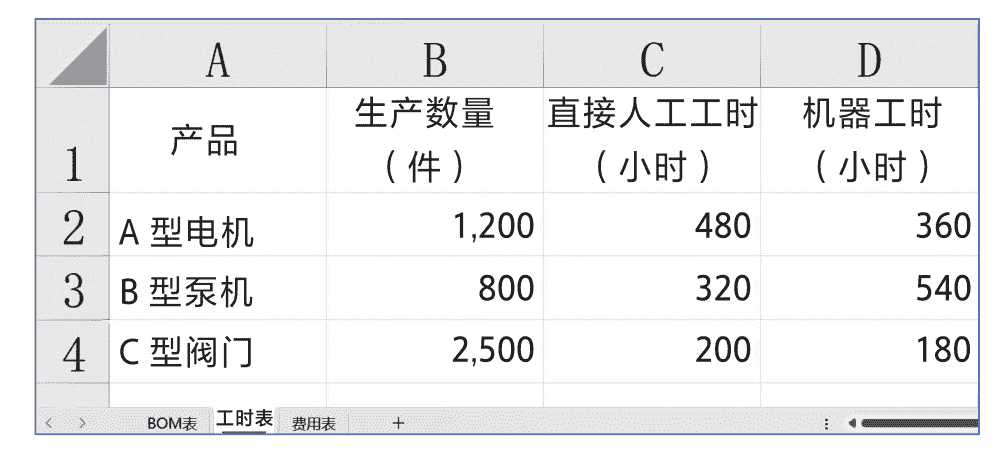 A B C D
1 产品 生产数量（件） 直接人工工时（小时） 机器工时（小时）
2 A 型电机 1,200 480 360
3 B 型泵机 800 320 540
4 C 型阀门 2,500 200 180
BOM表 工时表 费用表 +